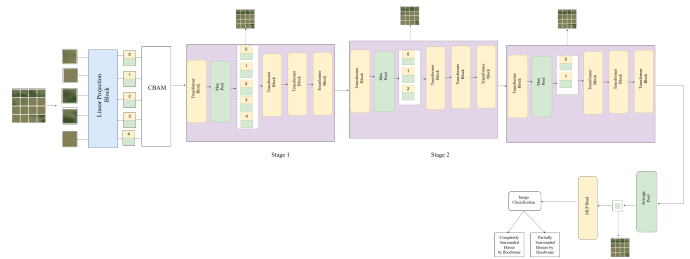 Linear Projection
Block
0
1
2
3
4
CBAM
Transformer
Block
Max
Pool
0
1
2
3
4
Transformer
Block
Transformer
Block
Transformer
Block
Stage 1
Transformer
Block
Max
Pool
0
1
2
Transformer
Block
Transformer
Block
Transformer
Block
Stage 2
Transformer
Block
Max
Pool
0
1
Transformer
Block
Transformer
Block
Transformer
Block
Average
Pool
MLP Head
Image
Classification
Completely
Surrounded
House
by floodwater
Partially
Surrounded
Houses by
floodwater